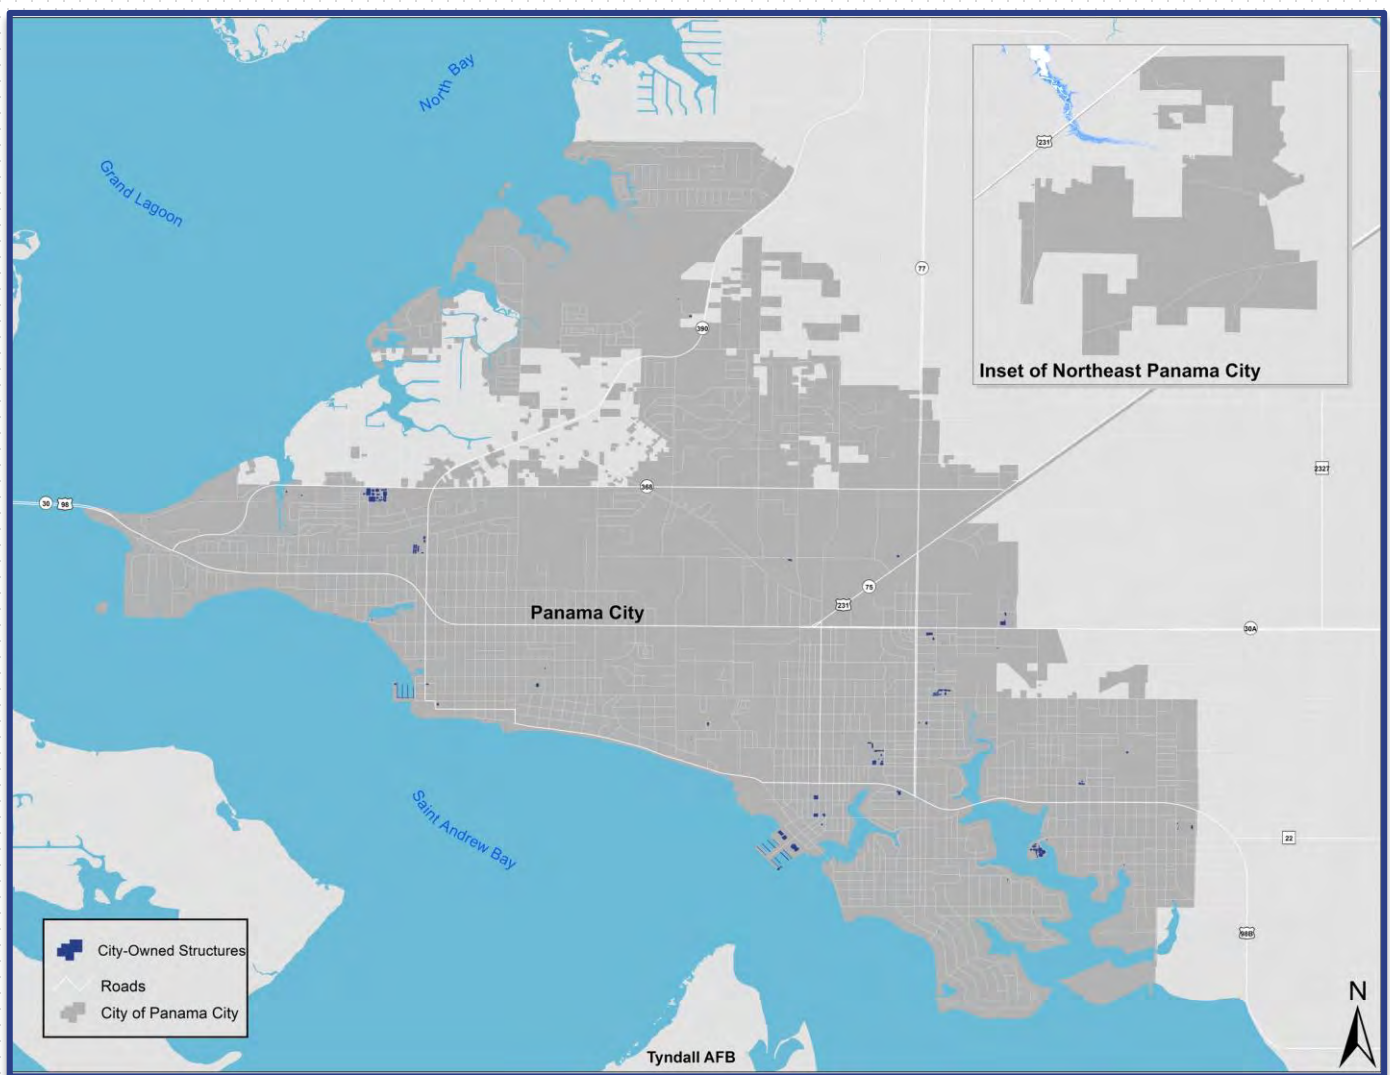 North Bay
Grand Lagoon
231
Inset of Northeast Panama City
77
390
2327
368
30
98
75
231
Panama City
30A
Saint Andrew Bay
22
98B
City-Owned Structures
Roads
City of Panama City
Tyndall AFB
N